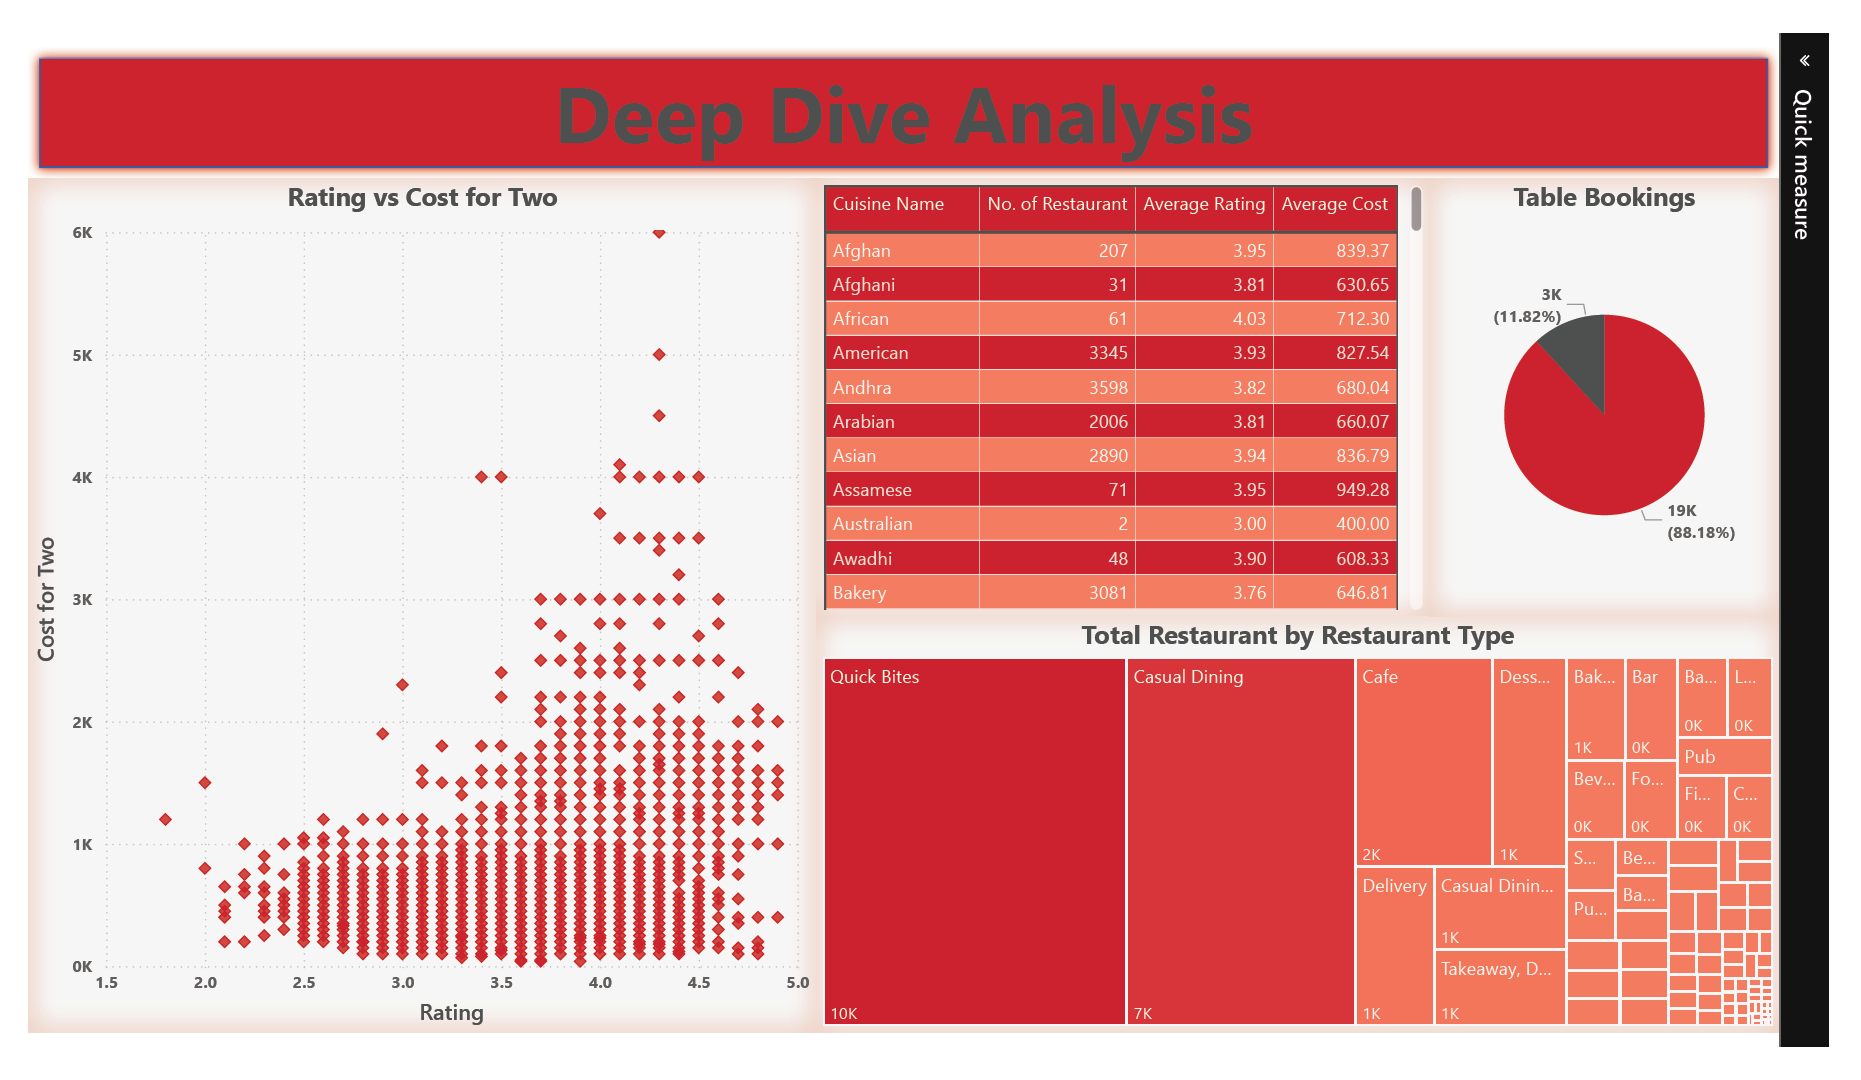 Deep Dive Analysis
«
Quick measure
Rating vs Cost for Two
6K
5K
4K
3K
2K
1K
0K
1.5 2.0 2.5 3.0 3.5 4.0 4.5 5.0
Cost for Two
Rating
Cuisine Name No. of Restaurant Average Rating Average Cost
Afghan 207 3.95 839.37
Afghani 31 3.81 630.65
African 61 4.03 712.30
American 3345 3.93 827.54
Andhra 3598 3.82 680.04
Arabian 2006 3.81 660.07
Asian 2890 3.94 836.79
Assamese 71 3.95 949.28
Australian 2 3.00 400.00
Awadhi 48 3.90 608.33
Bakery 3081 3.76 646.81
Table Bookings
3K
(11.82%)
19K
(88.18%)
Total Restaurant by Restaurant Type
Quick Bites
10K
Casual Dining
7K
Cafe
2K
Dess...
1K
Delivery
1K
Casual Dinin...
1K
Takeaway, D...
1K
Bak...
1K
Bar
0K
Ba...
0K
L...
0K
Pub
Bev...
0K
Fo...
0K
Fi...
0K
C...
0K
S...
Be...
Ba...
Pu...